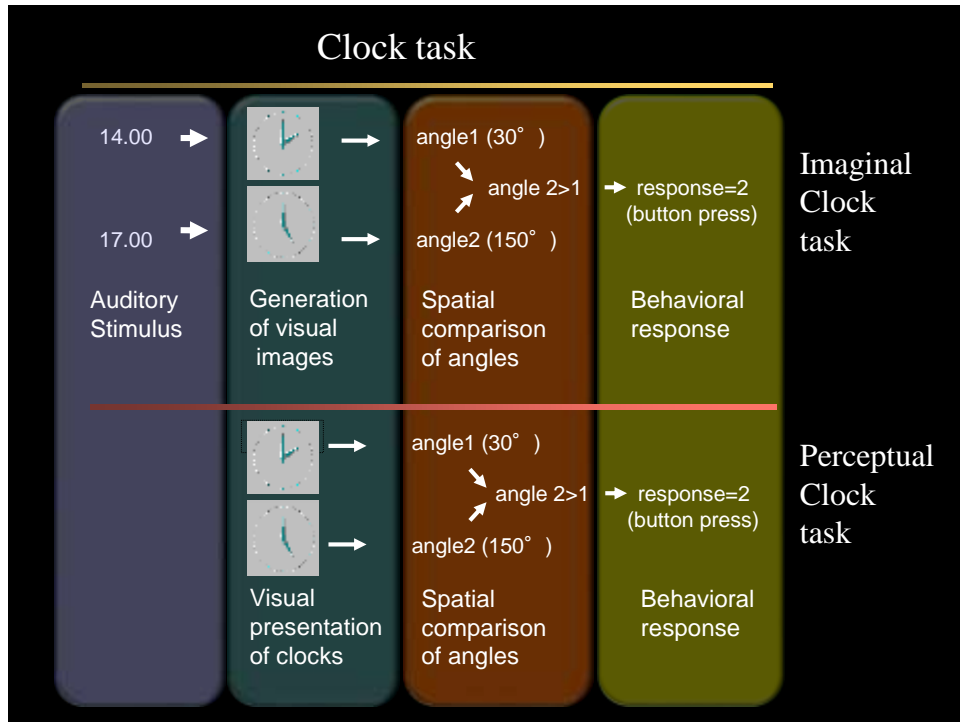 Clock task
14.00
angle1 (30°)
angle 2>1
response=2
(button press)
17.00
angle2 (150°)
Auditory
Stimulus
Generation
of visual
images
Spatial
comparison
of angles
Behavioral
response
Imaginal
Clock
task
angle1 (30°)
angle 2>1
response=2
(button press)
angle2 (150°)
Visual
presentation
of clocks
Spatial
comparison
of angles
Behavioral
response
Perceptual
Clock
task